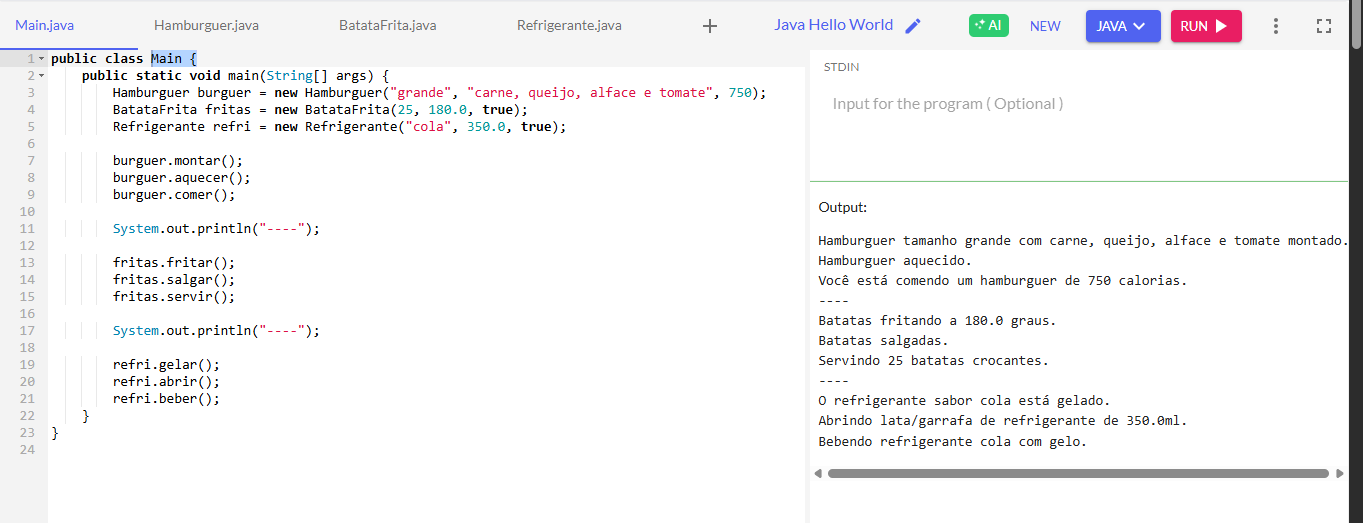 Main.java Hamburguer.java BatataFrita.java Refrigerante.java + Java Hello World AI NEW JAVA RUN
1 public class Main {
2 public static void main(String[] args) {
3 Hamburguer burguer = new Hamburguer("grande", "carne, queijo, alface e tomate", 750);
4 BatataFrita fritas = new BatataFrita(25, 180.0, true);
5 Refrigerante refri = new Refrigerante("cola", 350.0, true);
6
7 burguer.montar();
8 burguer.aquecer();
9 burguer.comer();
10
11 System.out.println("----");
12
13 fritas.fritar();
14 fritas.salgar();
15 fritas.servir();
16
17 System.out.println("----");
18
19 refri.gelar();
20 refri.abrir();
21 refri.beber();
22 }
23 }
24
STDIN
Input for the program ( Optional )
Output:
Hamburguer tamanho grande com carne, queijo, alface e tomate montado.
Hamburguer aquecido.
Você está comendo um hamburguer de 750 calorias.
----
Batatas fritando a 180.0 graus.
Batatas salgadas.
Servindo 25 batatas crocantes.
----
O refrigerante sabor cola está gelado.
Abrindo lata/garrafa de refrigerante de 350.0ml.
Bebendo refrigerante cola com gelo.